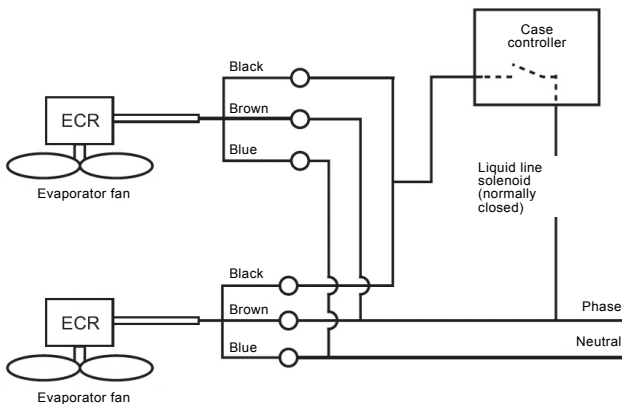 Case
controller
Black
Brown
ECR
Blue
Evaporator fan
Liquid line
solenoid
(normally
closed)
Black
Phase
Brown
ECR
Neutral
Blue
Evaporator fan